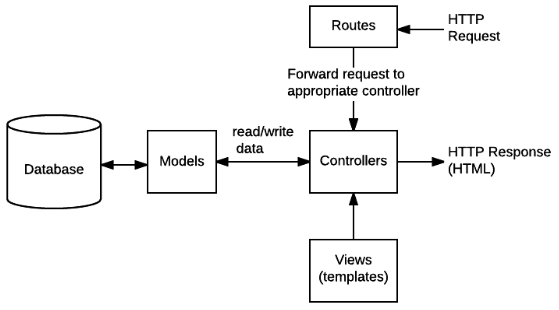 Routes
HTTP
Request
Forward request to
appropriate controller
read/write
data
Database
Models
Controllers
HTTP Response
(HTML)
Views
(templates)